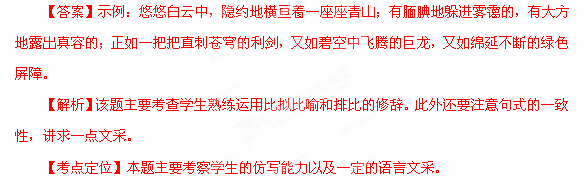 【答案】示例：悠悠白云中，隐约地横亘着一座座青山；有腼腆地躲进雾霭的，有大方
地露出真容的；正如一把把直刺苍穹的利剑，又如碧空中飞腾的巨龙，又如绵延不断的绿色
屏障。
【解析】该题主要考查学生熟练运用比拟比喻和排比的修辞。此外还要注意句式的一致
性，讲求一点文采。
【考点定位】本题主要考察学生的仿写能力以及一定的语言文采。